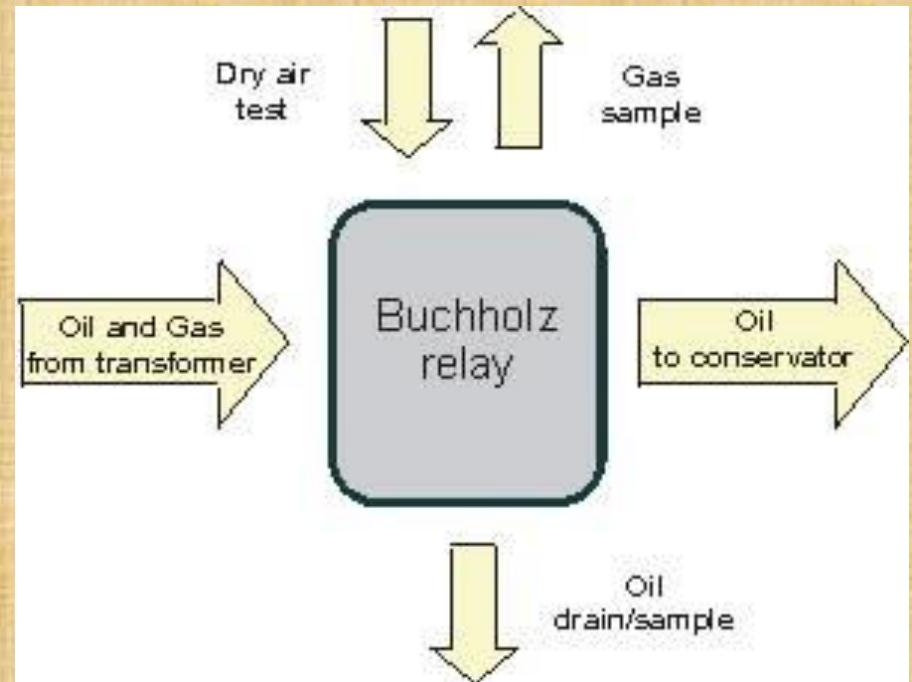 Dry air
test
Gas
sample
Oil and Gas
from transformer
Buchholz
relay
Oil
to conservator
Oil
drain/sample